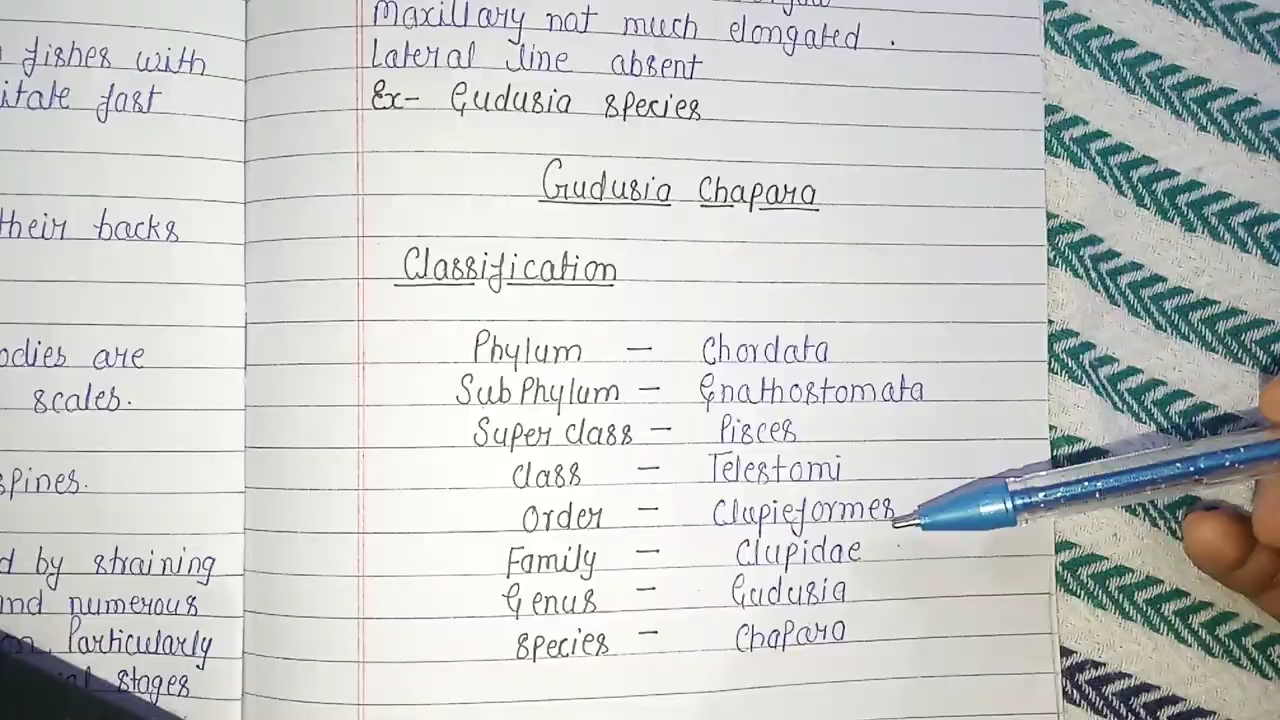 fishes with
itate fast
their backs
odies are
scales.
spines.
d by straining
and numerous
Particularly
stages
Maxillary not much elongated.
Lateral line absent
Ex- Gudusia species
Gudusia Chapara
Classification
Phylum - Chordata
Sub Phylum - Gnathostomata
Super class - Pisces
Class - Telestomi
Order - Clupieformes
Family - Clupidae
Genus - Gudusia
Species - Chapara